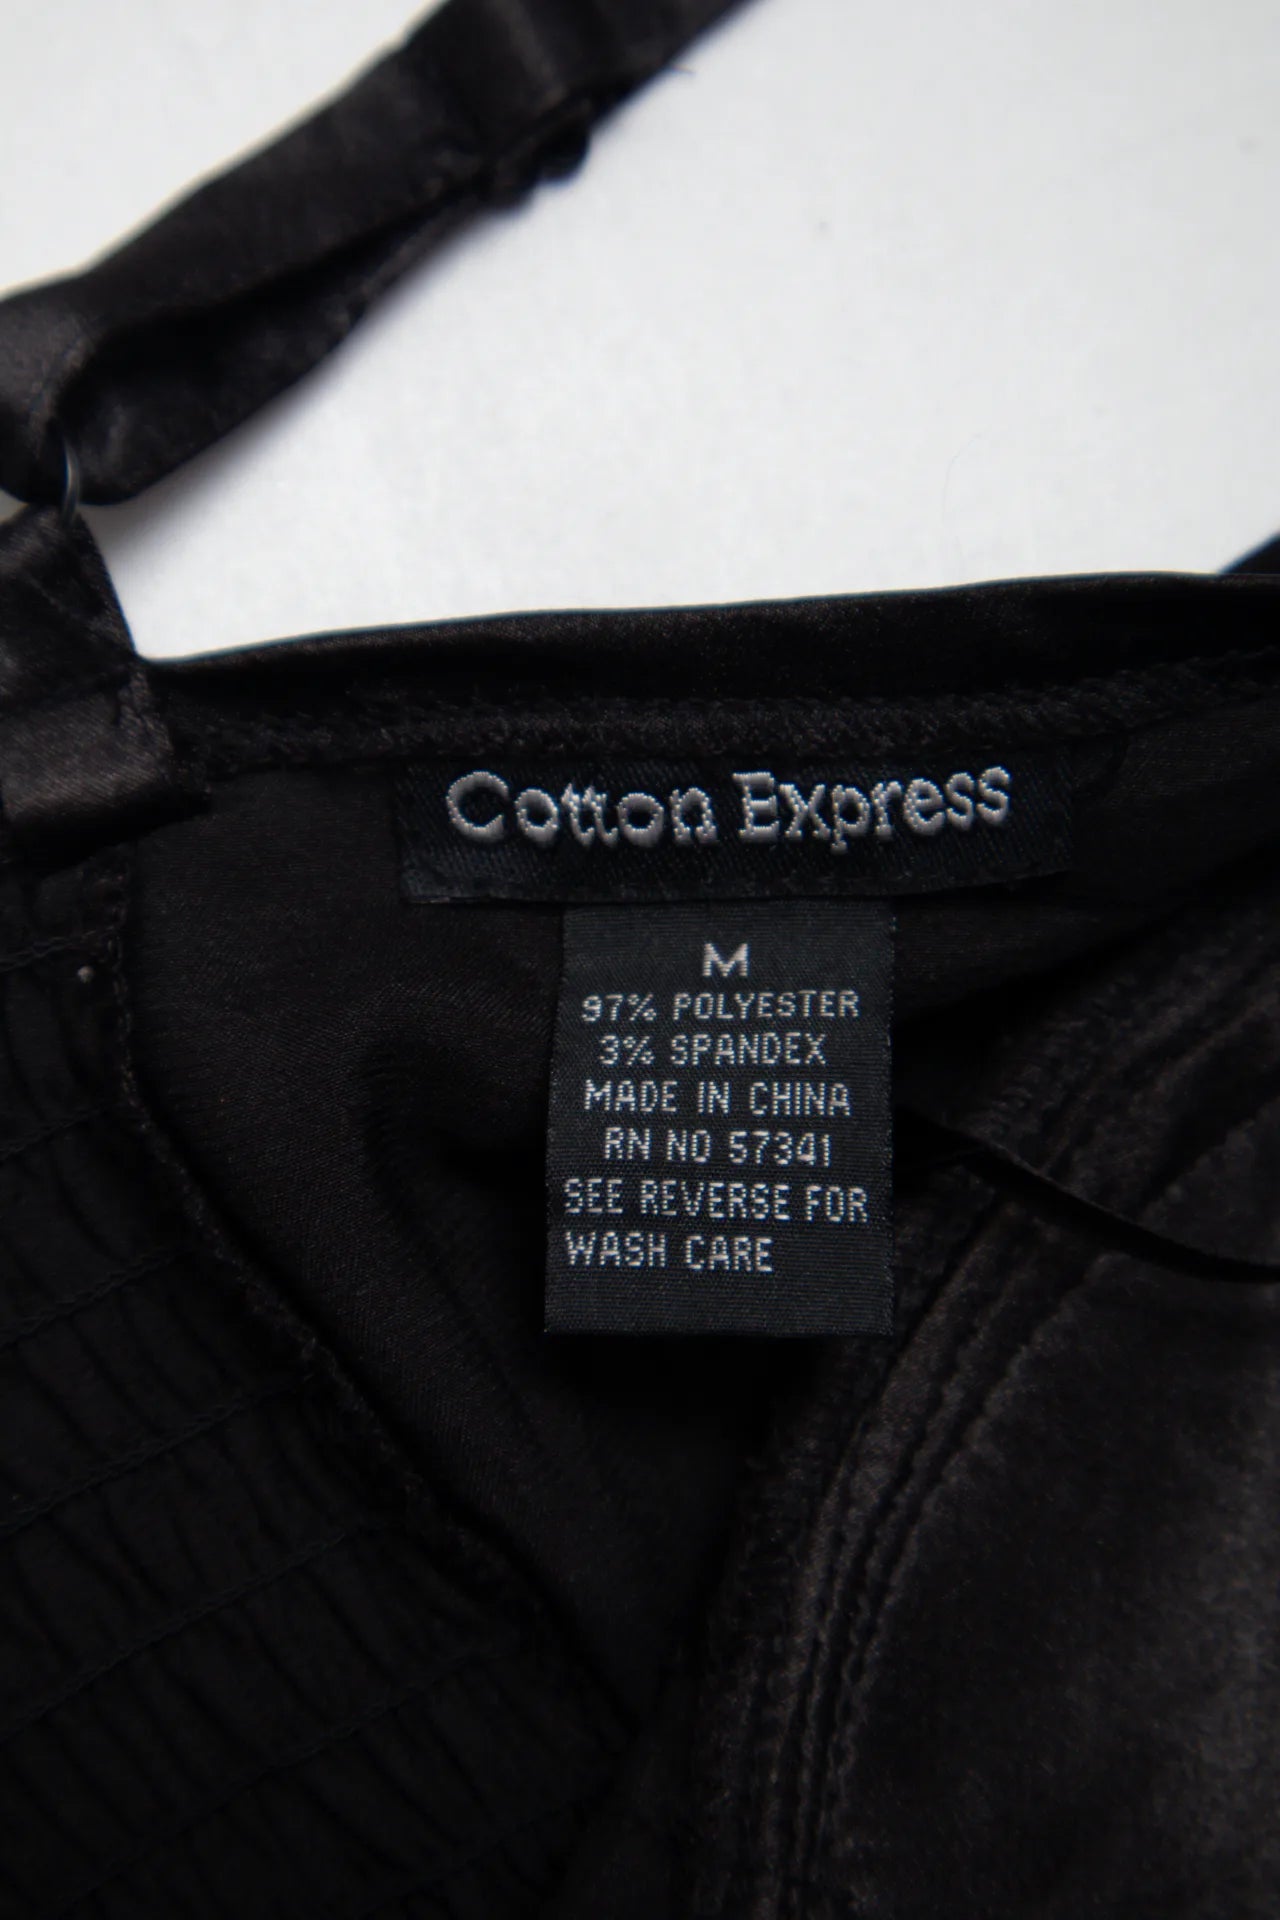 Cotton Express
M
97% POLYESTER
3% SPANDEX
MADE IN CHINA
RN NO 57341
SEE REVERSE FOR
WASH CARE